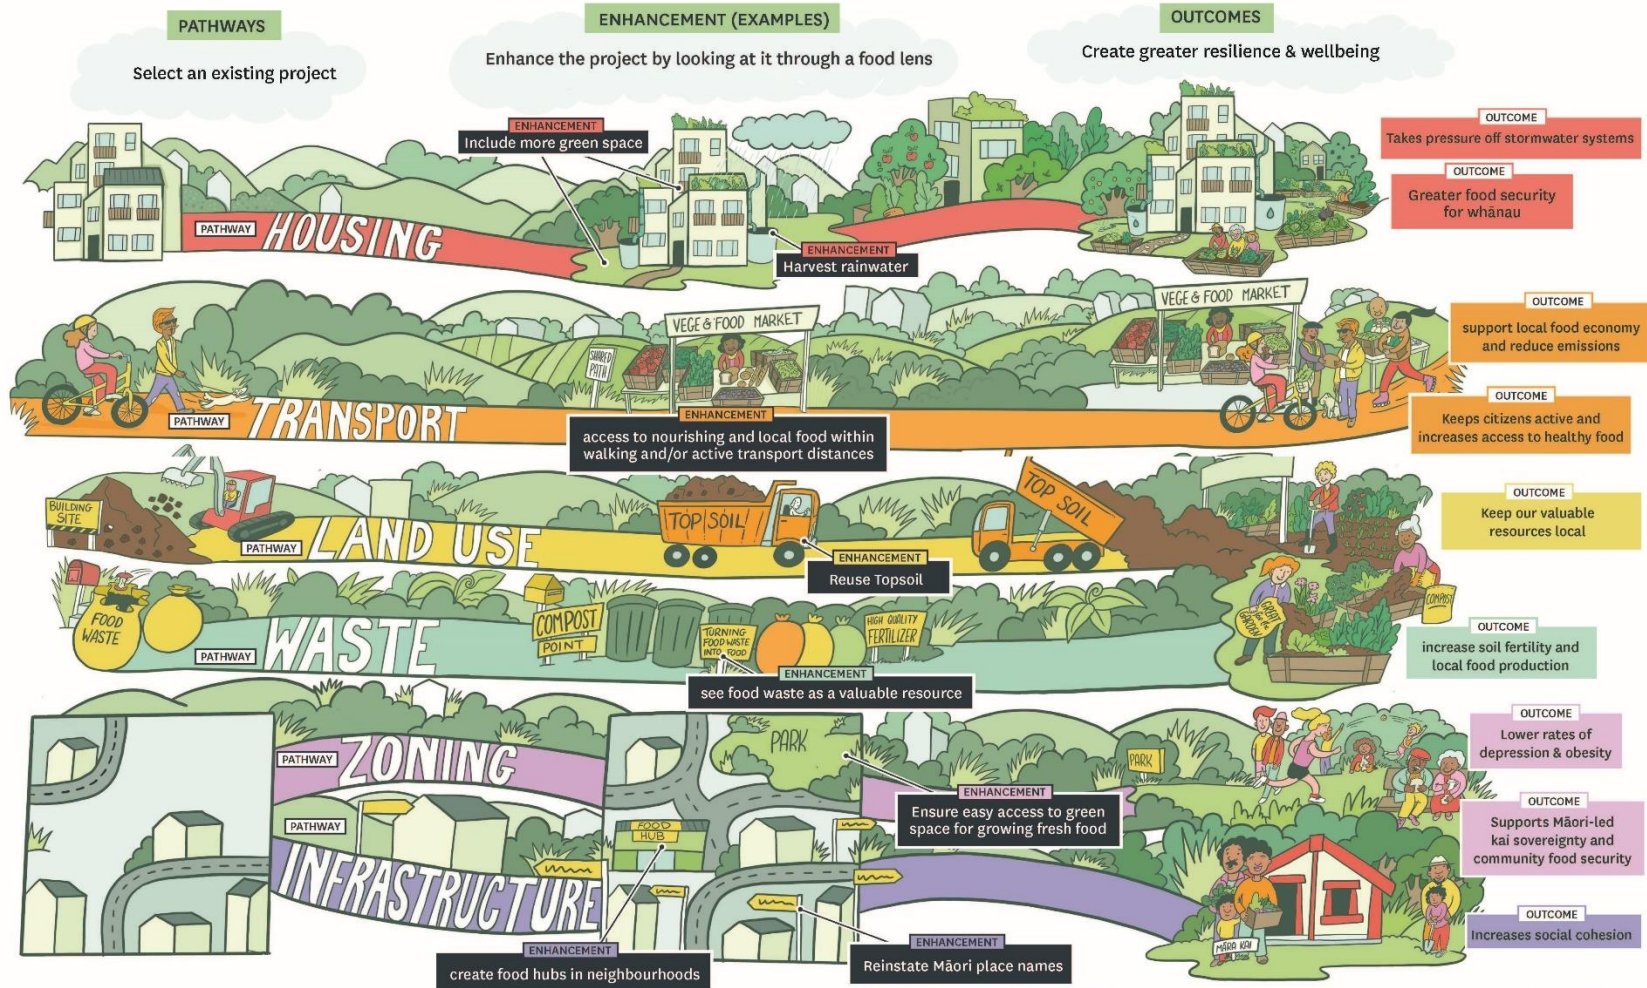 PATHWAYS
Select an existing project
ENHANCEMENT (EXAMPLES)
Enhance the project by looking at it through a food lens
OUTCOMES
Create greater resilience & wellbeing
PATHWAY
HOUSING
ENHANCEMENT
Include more green space
ENHANCEMENT
Harvest rainwater
OUTCOME
Takes pressure off stormwater systems
OUTCOME
Greater food security
for whānau
PATHWAY
TRANSPORT
SHARED
PATH
VEGE & FOOD MARKET
ENHANCEMENT
access to nourishing and local food within
walking and/or active transport distances
VEGE & FOOD MARKET
OUTCOME
support local food economy
and reduce emissions
OUTCOME
Keeps citizens active and
increases access to healthy food
BUILDING
SITE
PATHWAY
LAND USE
TOP SOIL
ENHANCEMENT
Reuse Topsoil
TOP SOIL
OUTCOME
Keep our valuable
resources local
FOOD
WASTE
PATHWAY
WASTE
COMPOST
POINT
TURNING
FOOD WASTE
INTO FOOD
HIGH QUALITY
FERTILIZER
ENHANCEMENT
see food waste as a valuable resource
GREAT
for the
GARDEN
COMPOST
OUTCOME
increase soil fertility and
local food production
PATHWAY
ZONING
PARK
ENHANCEMENT
Ensure easy access to green
space for growing fresh food
PARK
OUTCOME
Lower rates of
depression & obesity
OUTCOME
Supports Māori-led
kai sovereignty and
community food security
PATHWAY
INFRASTRUCTURE
FOOD
HUB
ENHANCEMENT
create food hubs in neighbourhoods
ENHANCEMENT
Reinstate Māori place names
MĀRA KAI
OUTCOME
Increases social cohesion